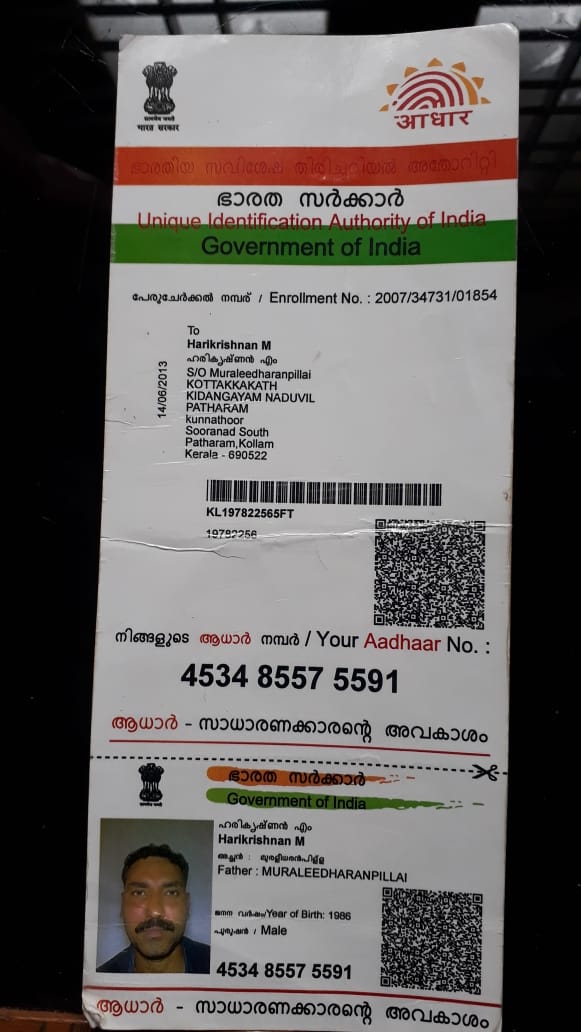 सत्यमेव जयते
भारत सरकार
आधार
ഭാരതീയ സവിശേഷ തിരിച്ചറിയൽ അതോറിറ്റി
ഭാരത സർക്കാർ
Unique Identification Authority of India
Government of India
പേരുചേർക്കൽ നമ്പര് / Enrollment No. : 2007/34731/01854
To
Harikrishnan M
ഹരികൃഷ്ണൻ എം
S/O Muraleedharanpillai
KOTTAKKAKATH
KIDANGAYAM NADUVIL
PATHARAM
kunnathoor
Sooranad South
Patharam,Kollam
Kerala - 690522
14/06/2013
KL197822565FT
19782256
നിങ്ങളുടെ ആധാർ നമ്പർ / Your Aadhaar No. :
4534 8557 5591
ആധാർ - സാധാരണക്കാരന്റെ അവകാശം
ഭാരത സർക്കാർ
Government of India
ഹരികൃഷ്ണൻ എം
Harikrishnan M
അച്ഛൻ : മുരളീധരൻപിള്ള
Father : MURALEEDHARANPILLAI
ജനന വർഷം/Year of Birth: 1986
പുരുഷൻ / Male
4534 8557 5591
ആധാർ - സാധാരണക്കാരന്റെ അവകാശം